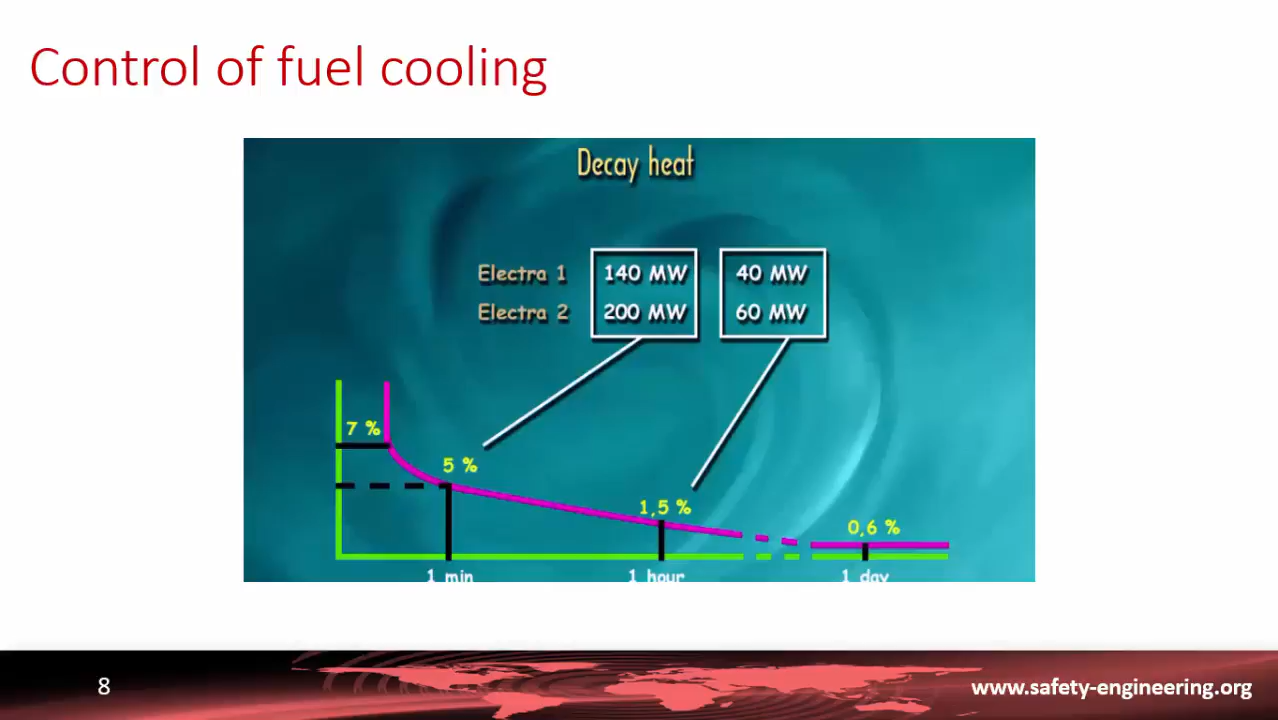 Control of fuel cooling
Decay heat
Electra 1 140 MW 40 MW
Electra 2 200 MW 60 MW
7 %
5 %
1,5 %
0,6 %
1 min 1 hour 1 day
8 www.safety-engineering.org